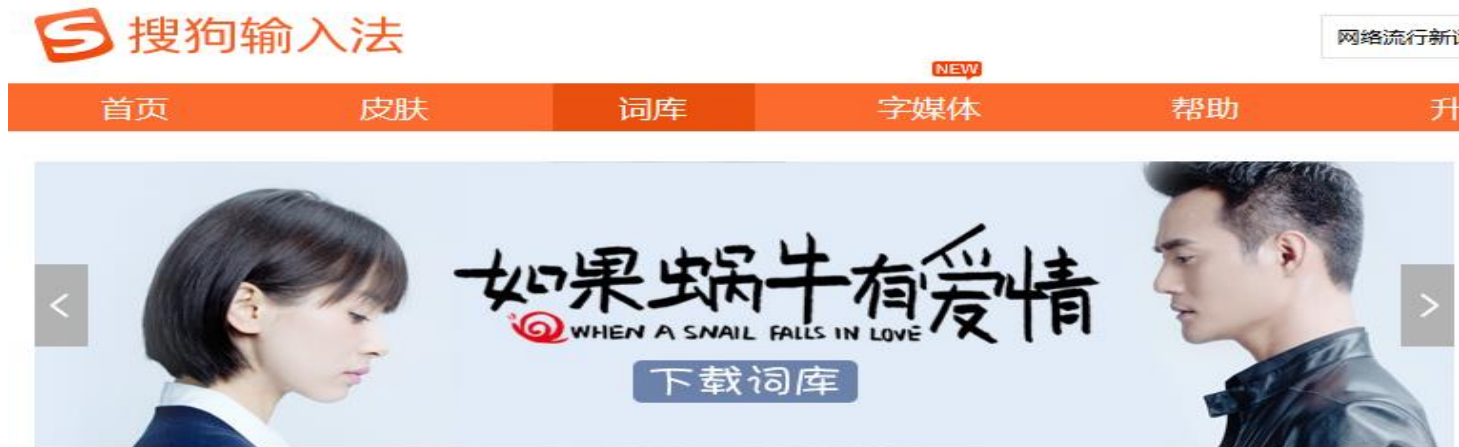 搜狗输入法
网络流行新
NEW
首页 皮肤 词库 字媒体 帮助 升
如果蜗牛有爱情
WHEN A SNAIL FALLS IN LOVE
下载词库